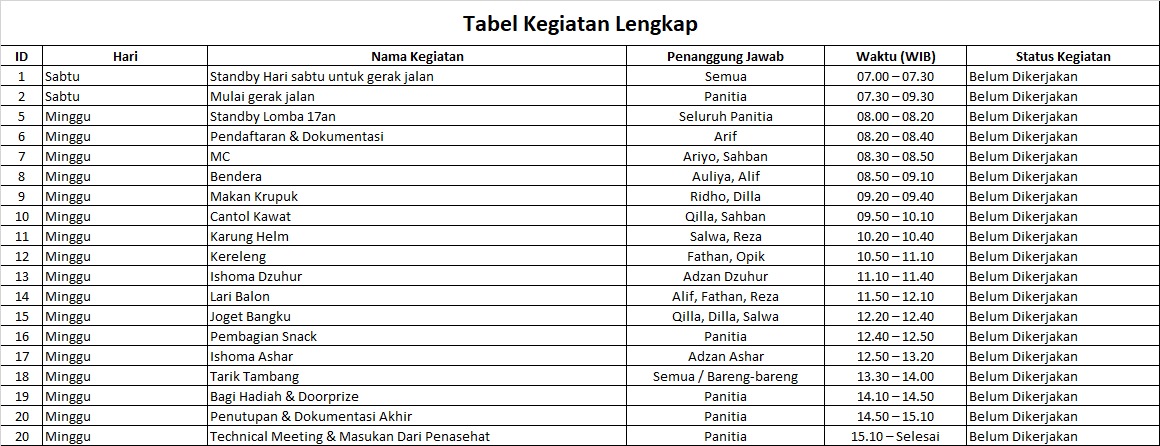 Tabel Kegiatan Lengkap
ID Hari Nama Kegiatan Penanggung Jawab Waktu (WIB) Status Kegiatan
1 Sabtu Standby Hari sabtu untuk gerak jalan Semua 07.00 – 07.30 Belum Dikerjakan
2 Sabtu Mulai gerak jalan Panitia 07.30 – 09.30 Belum Dikerjakan
5 Minggu Standby Lomba 17an Seluruh Panitia 08.00 – 08.20 Belum Dikerjakan
6 Minggu Pendaftaran & Dokumentasi Arif 08.20 – 08.40 Belum Dikerjakan
7 Minggu MC Ariyo, Sahban 08.30 – 08.50 Belum Dikerjakan
8 Minggu Bendera Auliya, Alif 08.50 – 09.10 Belum Dikerjakan
9 Minggu Makan Krupuk Ridho, Dilla 09.20 – 09.40 Belum Dikerjakan
10 Minggu Cantol Kawat Qilla, Sahban 09.50 – 10.10 Belum Dikerjakan
11 Minggu Karung Helm Salwa, Reza 10.20 – 10.40 Belum Dikerjakan
12 Minggu Kereleng Fathan, Opik 10.50 – 11.10 Belum Dikerjakan
13 Minggu Ishoma Dzuhur Adzan Dzuhur 11.10 – 11.40 Belum Dikerjakan
14 Minggu Lari Balon Alif, Fathan, Reza 11.50 – 12.10 Belum Dikerjakan
15 Minggu Joget Bangku Qilla, Dilla, Salwa 12.20 – 12.40 Belum Dikerjakan
16 Minggu Pembagian Snack Panitia 12.40 – 12.50 Belum Dikerjakan
17 Minggu Ishoma Ashar Adzan Ashar 12.50 – 13.20 Belum Dikerjakan
18 Minggu Tarik Tambang Semua / Bareng-bareng 13.30 – 14.00 Belum Dikerjakan
19 Minggu Bagi Hadiah & Doorprize Panitia 14.10 – 14.50 Belum Dikerjakan
20 Minggu Penutupan & Dokumentasi Akhir Panitia 14.50 – 15.10 Belum Dikerjakan
20 Minggu Technical Meeting & Masukan Dari Penasehat Panitia 15.10 – Selesai Belum Dikerjakan